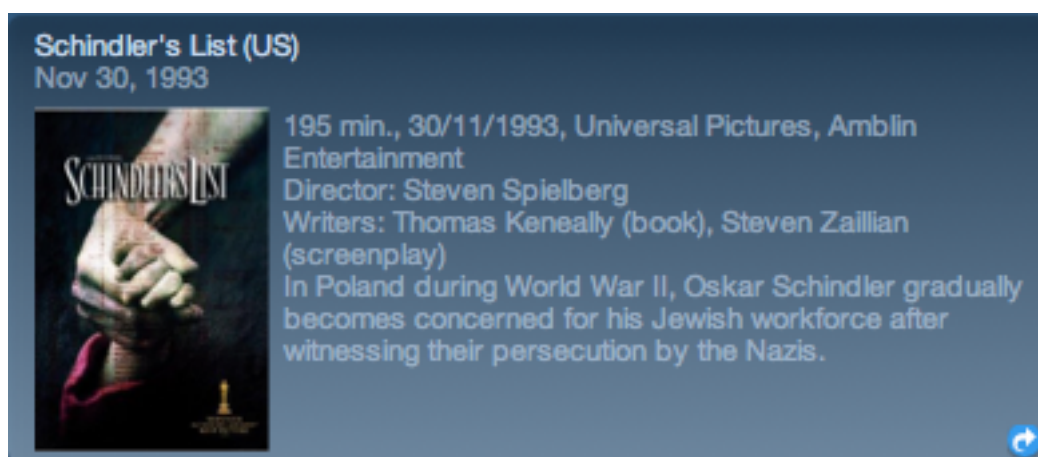 Schindler's List (US)
Nov 30, 1993
SCHINDLER'S LIST
195 min., 30/11/1993, Universal Pictures, Amblin
Entertainment
Director: Steven Spielberg
Writers: Thomas Keneally (book), Steven Zaillian
(screenplay)
In Poland during World War II, Oskar Schindler gradually
becomes concerned for his Jewish workforce after
witnessing their persecution by the Nazis.